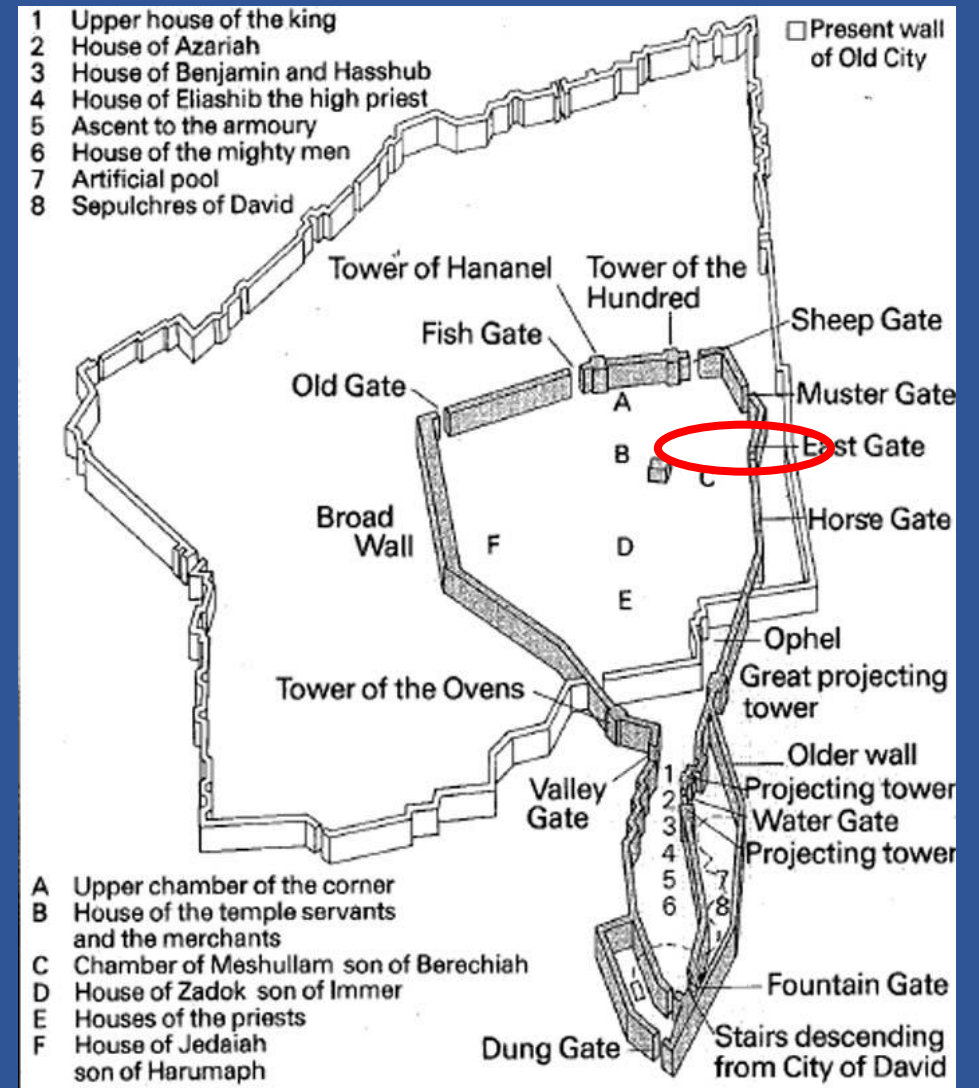 1 Upper house of the king
2 House of Azariah
3 House of Benjamin and Hasshub
4 House of Eliashib the high priest
5 Ascent to the armoury
6 House of the mighty men
7 Artificial pool
8 Sepulchres of David
Present wall
of Old City
Tower of Hananel
Tower of the
Hundred
Sheep Gate
Fish Gate
Old Gate
Muster Gate
A
East Gate
B
C
Broad
Wall
Horse Gate
F
D
E
Ophel
Tower of the Ovens
Great projecting
tower
Older wall
Valley
Gate
Projecting tower
Water Gate
Projecting tower
1
2
3
4
5
6
7
8
A Upper chamber of the corner
B House of the temple servants
and the merchants
C Chamber of Meshullam son of Berechiah
D House of Zadok son of Immer
E Houses of the priests
F House of Jedaiah
son of Harumaph
Fountain Gate
Dung Gate
Stairs descending
from City of David